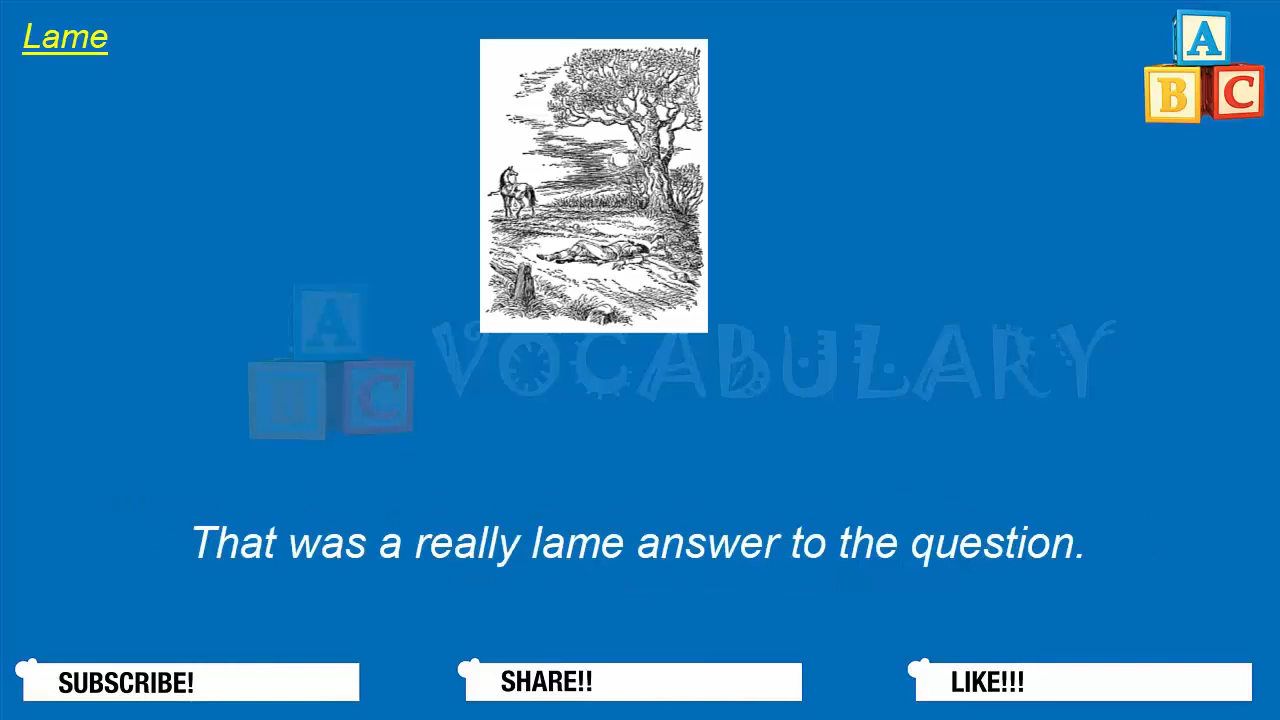 Lame
A
B C
A
B C
VOCABULARY
That was a really lame answer to the question.
SUBSCRIBE!
SHARE!!
LIKE!!!